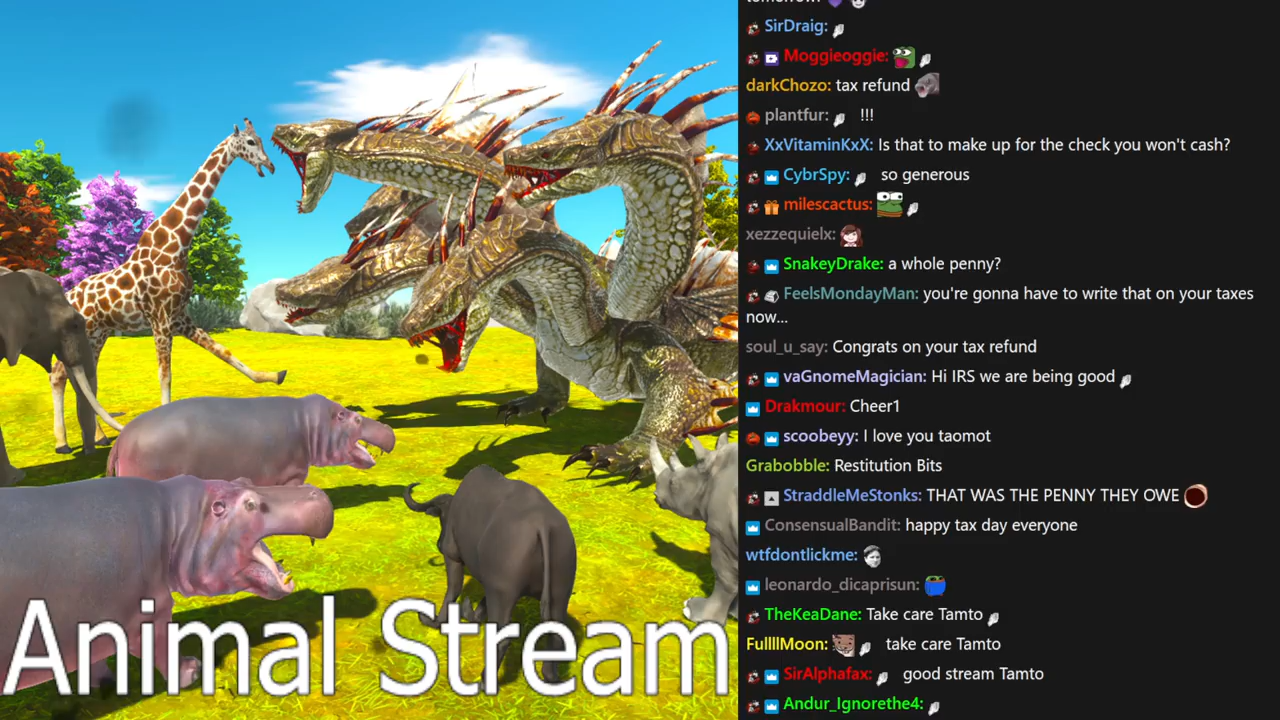 SirDraig:
Moggieoggie:
darkChozo: tax refund
plantfur: !!!
XxVitaminKxX: Is that to make up for the check you won't cash?
CybrSpy: so generous
milescactus:
xezzequielx:
SnakeyDrake: a whole penny?
FeelsMondayMan: you're gonna have to write that on your taxes
now...
soul_u_say: Congrats on your tax refund
vaGnomeMagician: Hi IRS we are being good
Drakmour: Cheer1
scoobeyy: I love you taomot
Grabobble: Restitution Bits
StraddleMeStonks: THAT WAS THE PENNY THEY OWE
ConsensualBandit: happy tax day everyone
wtfdontlickme:
leonardo_dicaprisun:
TheKeaDane: Take care Tamto
FullllMoon: take care Tamto
SirAlphafax: good stream Tamto
Andur_Ignorethe4:
Animal Stream